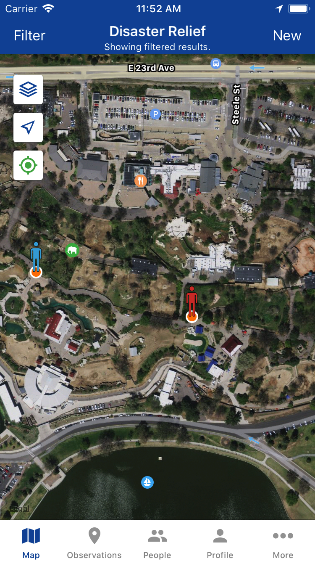 Carrier 11:52 AM
Filter Disaster Relief New
Showing filtered results.
E 23rd Ave
Steele St
P
Legal
Map Observations People Profile More